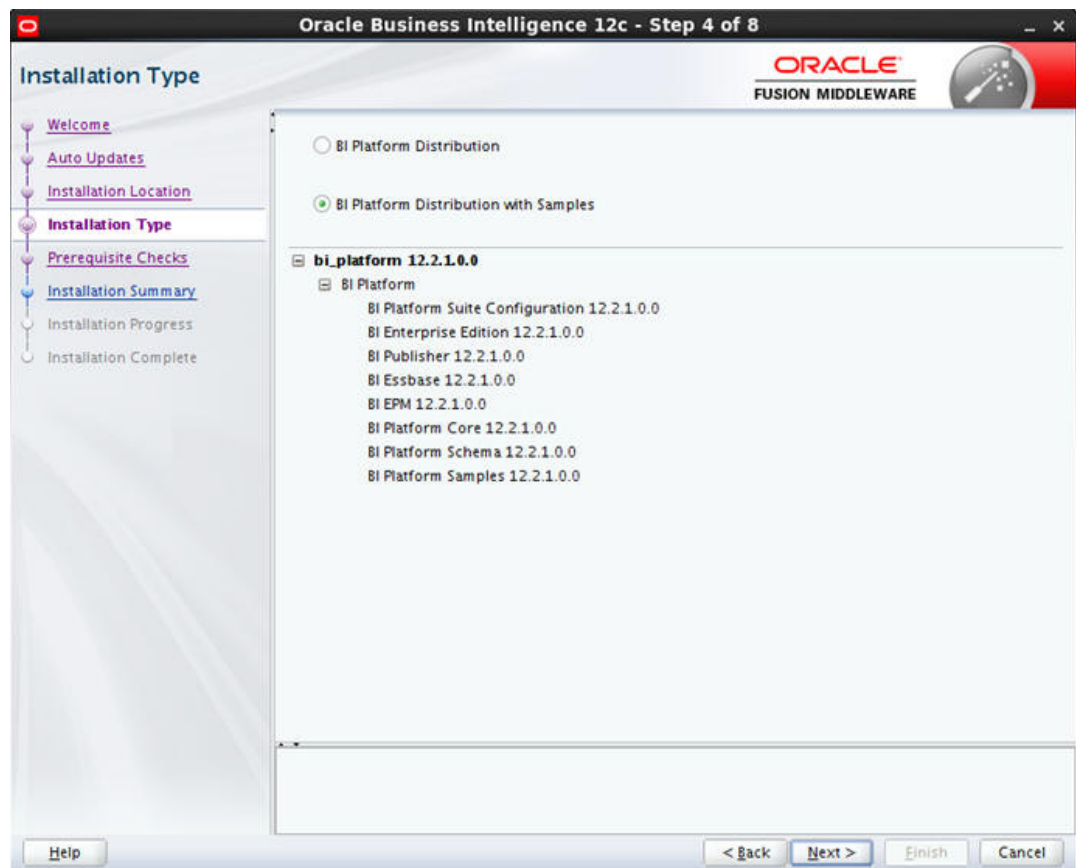 Oracle Business Intelligence 12c - Step 4 of 8
Installation Type
ORACLE
FUSION MIDDLEWARE
Welcome
Auto Updates
Installation Location
Installation Type
Prerequisite Checks
Installation Summary
Installation Progress
Installation Complete
BI Platform Distribution
BI Platform Distribution with Samples
bi_platform 12.2.1.0.0
BI Platform
BI Platform Suite Configuration 12.2.1.0.0
BI Enterprise Edition 12.2.1.0.0
BI Publisher 12.2.1.0.0
BI Essbase 12.2.1.0.0
BI EPM 12.2.1.0.0
BI Platform Core 12.2.1.0.0
BI Platform Schema 12.2.1.0.0
BI Platform Samples 12.2.1.0.0
Help
< Back
Next >
Finish
Cancel